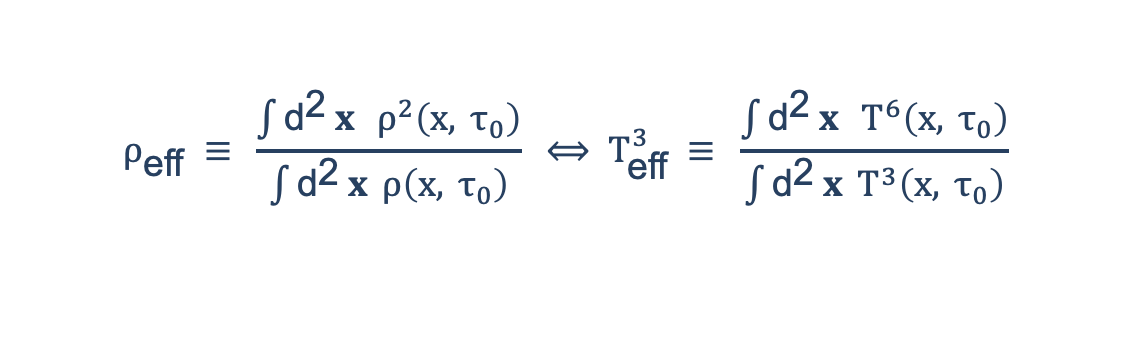 ρeff ≡ ∫ d² 𝐱 ρ²(x, τ₀) / ∫ d² 𝐱 ρ(x, τ₀) ⟺ T³eff ≡ ∫ d² 𝐱 T⁶(x, τ₀) / ∫ d² 𝐱 T³(x, τ₀)